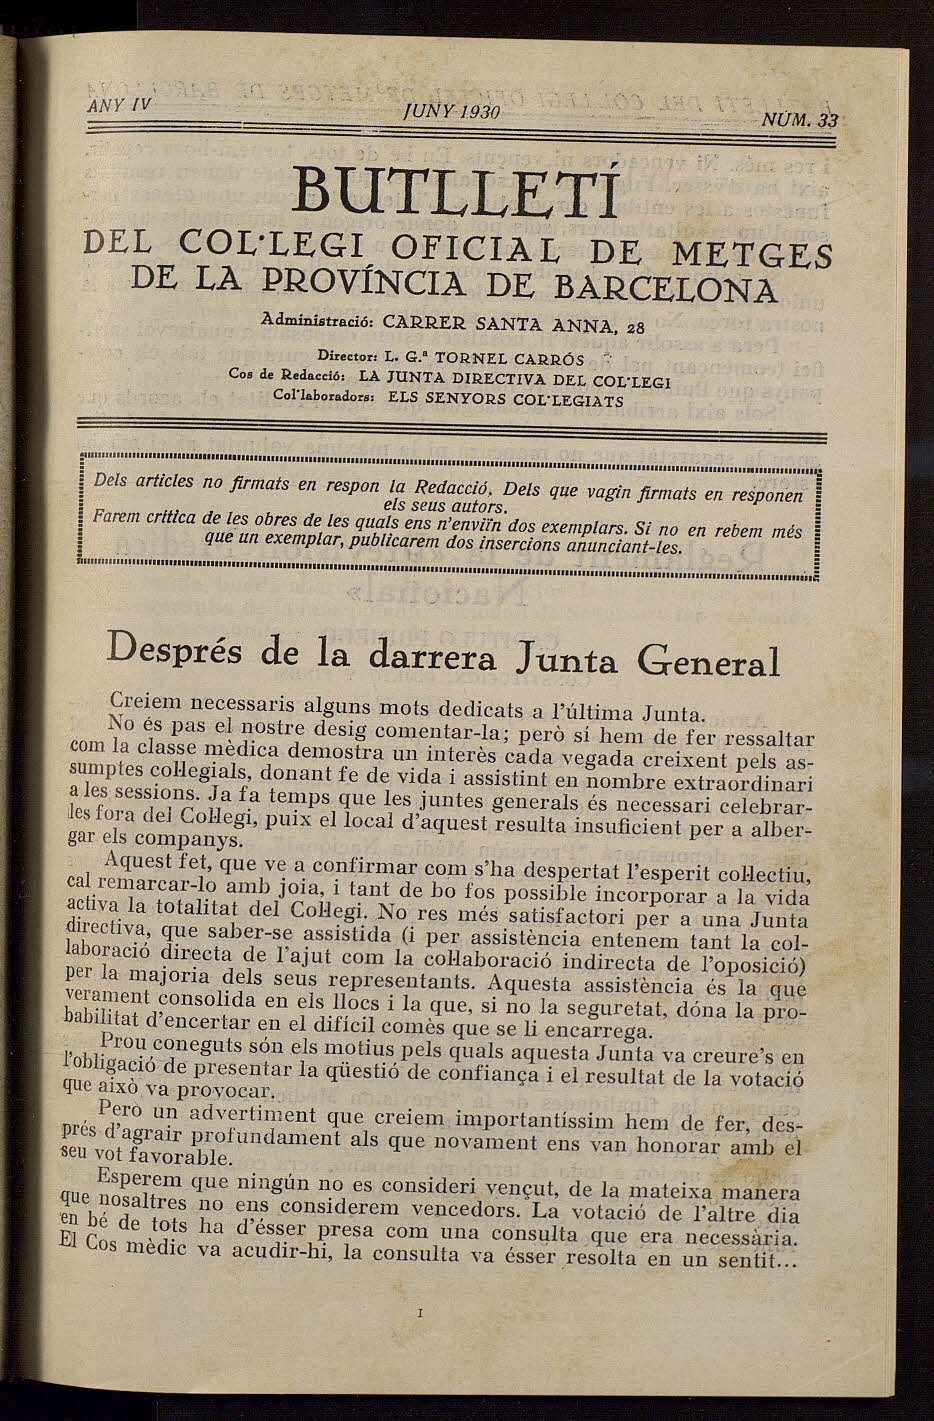 ANY IV JUNY 1930 NÚM. 33
BUTLLETÍ
DEL COL·LEGI OFICIAL DE METGES
DE LA PROVÍNCIA DE BARCELONA
Administració: CARRER SANTA ANNA, 28
Director: L. G.ª TORNEL CARRÓS
Cos de Redacció: LA JUNTA DIRECTIVA DEL COL·LEGI
Col·laboradors: ELS SENYORS COL·LEGIATS
Dels articles no firmats en respon la Redacció. Dels que vagin firmats en responen
els seus autors.
Farem crítica de les obres de les quals ens n'enviïn dos exemplars. Si no en rebem més
que un exemplar, publicarem dos insercions anunciant-les.
Després de la darrera Junta General
Creiem necessaris alguns mots dedicats a l'última Junta.
No és pas el nostre desig comentar-la; però sí hem de fer ressaltar
com la classe mèdica demostra un interès cada vegada creixent pels as-
sumptes col·legials, donant fe de vida i assistint en nombre extraordinari
a les sessions. Ja fa temps que les juntes generals és necessari celebrar-
les fora del Col·legi, puix el local d'aquest resulta insuficient per a alber-
gar els companys.
Aquest fet, que ve a confirmar com s'ha despertat l'esperit col·lectiu,
cal remarcar-lo amb joia, i tant de bo fos possible incorporar a la vida
activa la totalitat del Col·legi. No res més satisfactori per a una Junta
directiva, que saber-se assistida (i per assistència entenem tant la col-
laboració directa de l'ajut com la col·laboració indirecta de l'oposició)
per la majoria dels seus representants. Aquesta assistència és la que
verament consolida en els llocs i la que, si no la seguretat, dóna la pro-
babilitat d'encertar en el difícil comès que se li encarrega.
Prou coneguts són els motius pels quals aquesta Junta va creure's en
l'obligació de presentar la qüestió de confiança i el resultat de la votació
que això va provocar.
Però un advertiment que creiem importantíssim hem de fer, des-
prés d'agrair profundament als que novament ens van honorar amb el
seu vot favorable.
Esperem que ningún no es consideri vençut, de la mateixa manera
que nosaltres no ens considerem vencedors. La votació de l'altre dia
en bé de tots ha d'ésser presa com una consulta que era necessària.
El Cos mèdic va acudir-hi, la consulta va ésser resolta en un sentit...
I